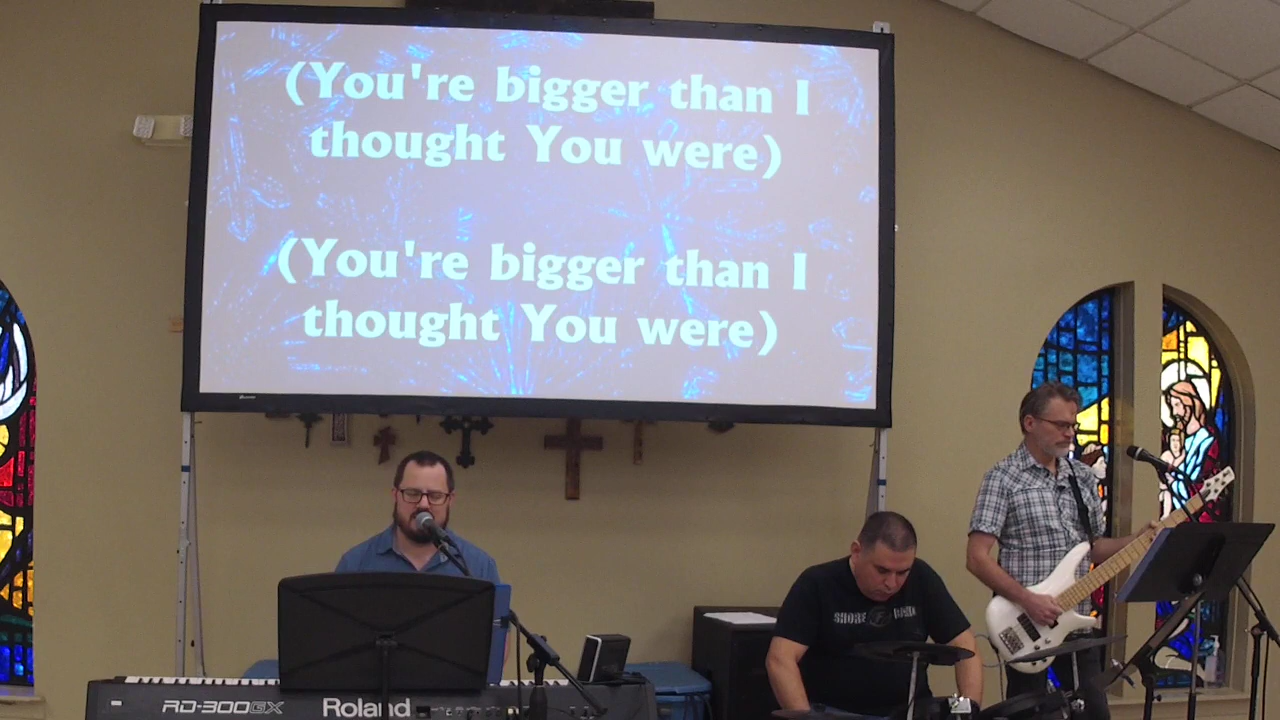 (You're bigger than I
thought You were)
(You're bigger than I
thought You were)
RD-300GX
Roland